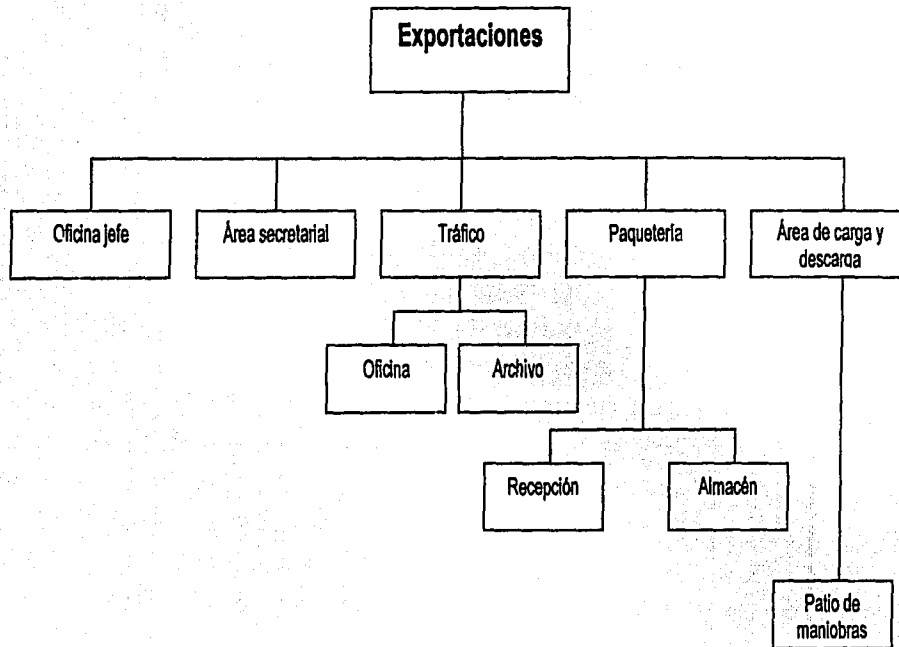 Exportaciones
Oficina jefe
Área secretarial
Tráfico
Paquetería
Área de carga y
descarga
Oficina
Archivo
Recepción
Almacén
Patio de
maniobras